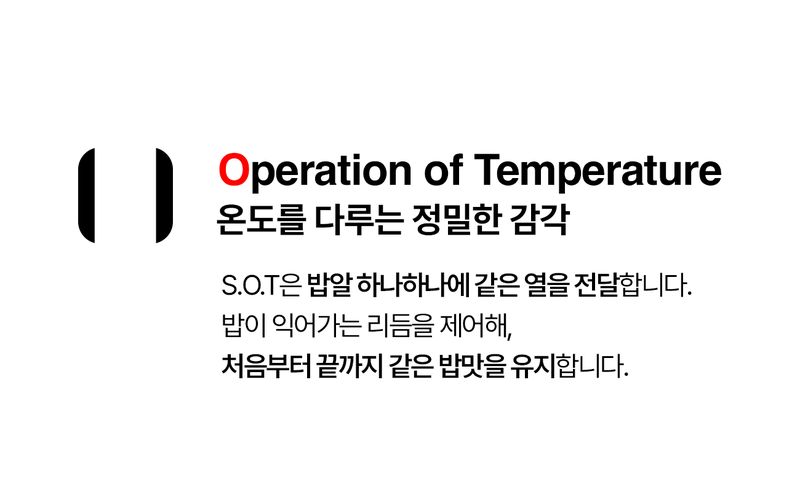 Operation of Temperature
온도를 다루는 정밀한 감각
S.O.T은 밥알 하나하나에 같은 열을 전달합니다.
밥이 익어가는 리듬을 제어해,
처음부터 끝까지 같은 밥맛을 유지합니다.